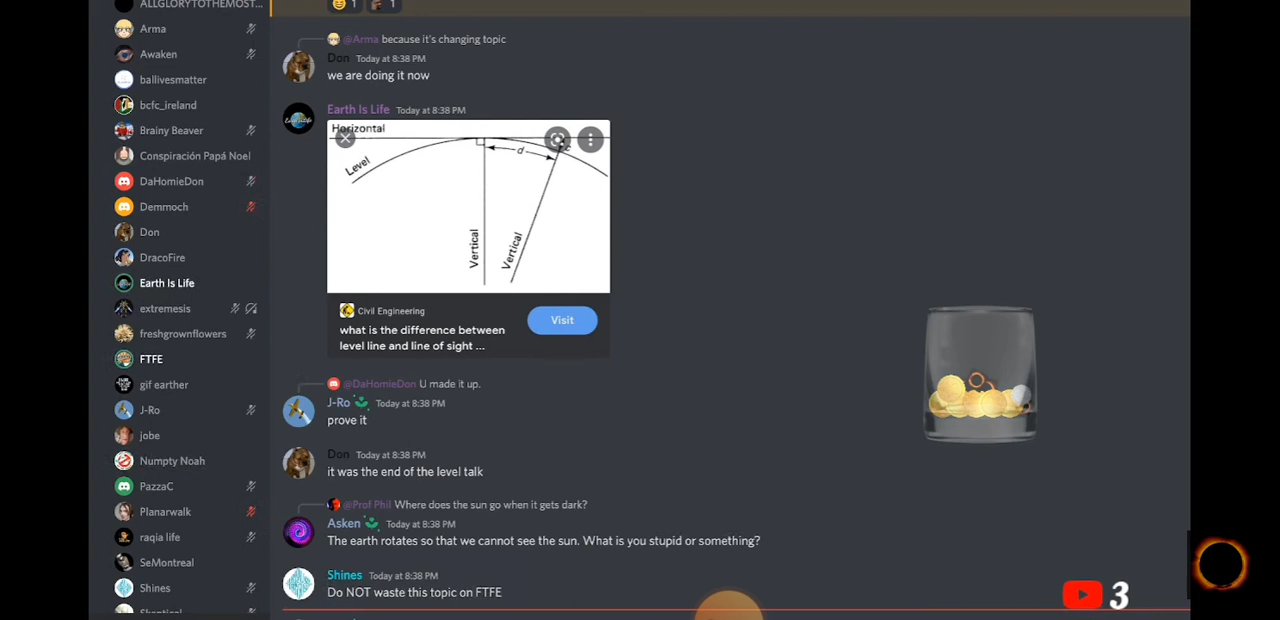 ALLGLORYTOTHEMOST...
Arma
Awaken
ballivesmatter
bcfc_ireland
Brainy Beaver
Conspiración Papá Noel
DaHomieDon
Demmoch
Don
DracoFire
Earth Is Life
extremesis
freshgrownflowers
FTFE
gif earther
J-Ro
jobe
Numpty Noah
PazzaC
Planarwalk
raqia life
SeMontreal
Shines
Skeptical
1 1
@Arma because it's changing topic
Don Today at 8:38 PM
we are doing it now
Earth Is Life Today at 8:38 PM
Horizontal
Level
d
Vertical
Vertical
Civil Engineering
what is the difference between
level line and line of sight ...
Visit
@DaHomieDon U made it up.
J-Ro Today at 8:38 PM
prove it
Don Today at 8:38 PM
it was the end of the level talk
@Prof Phil Where does the sun go when it gets dark?
Asken Today at 8:38 PM
The earth rotates so that we cannot see the sun. What is you stupid or something?
Shines Today at 8:38 PM
Do NOT waste this topic on FTFE
3